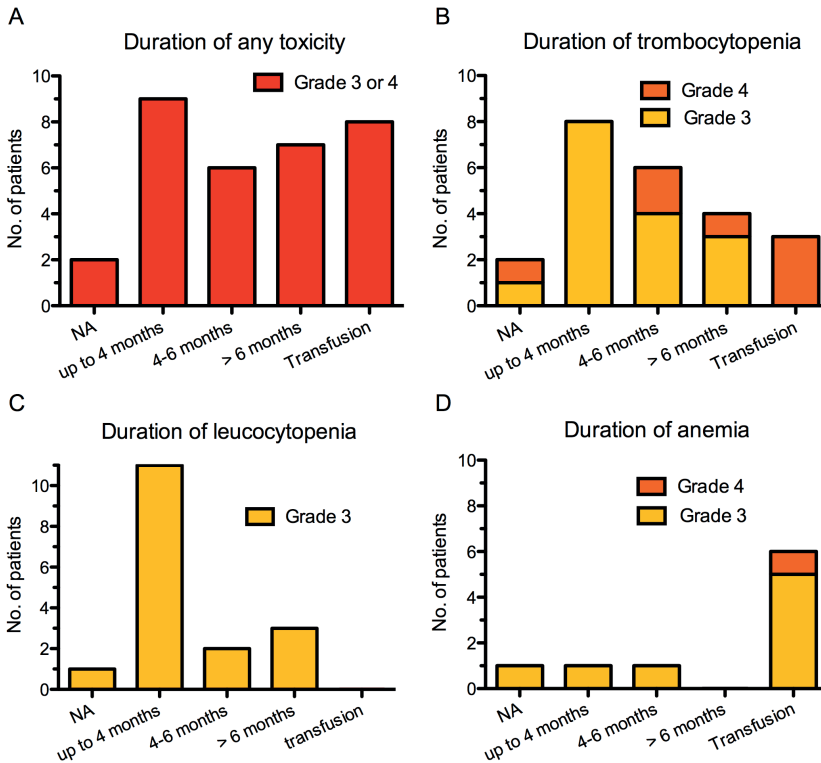 A
Duration of any toxicity
Grade 3 or 4
No. of patients
10
8
6
4
2
0
NA
up to 4 months
4-6 months
> 6 months
Transfusion
B
Duration of trombocytopenia
Grade 4
Grade 3
No. of patients
10
8
6
4
2
0
NA
up to 4 months
4-6 months
> 6 months
Transfusion
C
Duration of leucocytopenia
Grade 3
No. of patients
10
8
6
4
2
0
NA
up to 4 months
4-6 months
> 6 months
transfusion
D
Duration of anemia
Grade 4
Grade 3
No. of patients
10
8
6
4
2
0
NA
up to 4 months
4-6 months
> 6 months
Transfusion